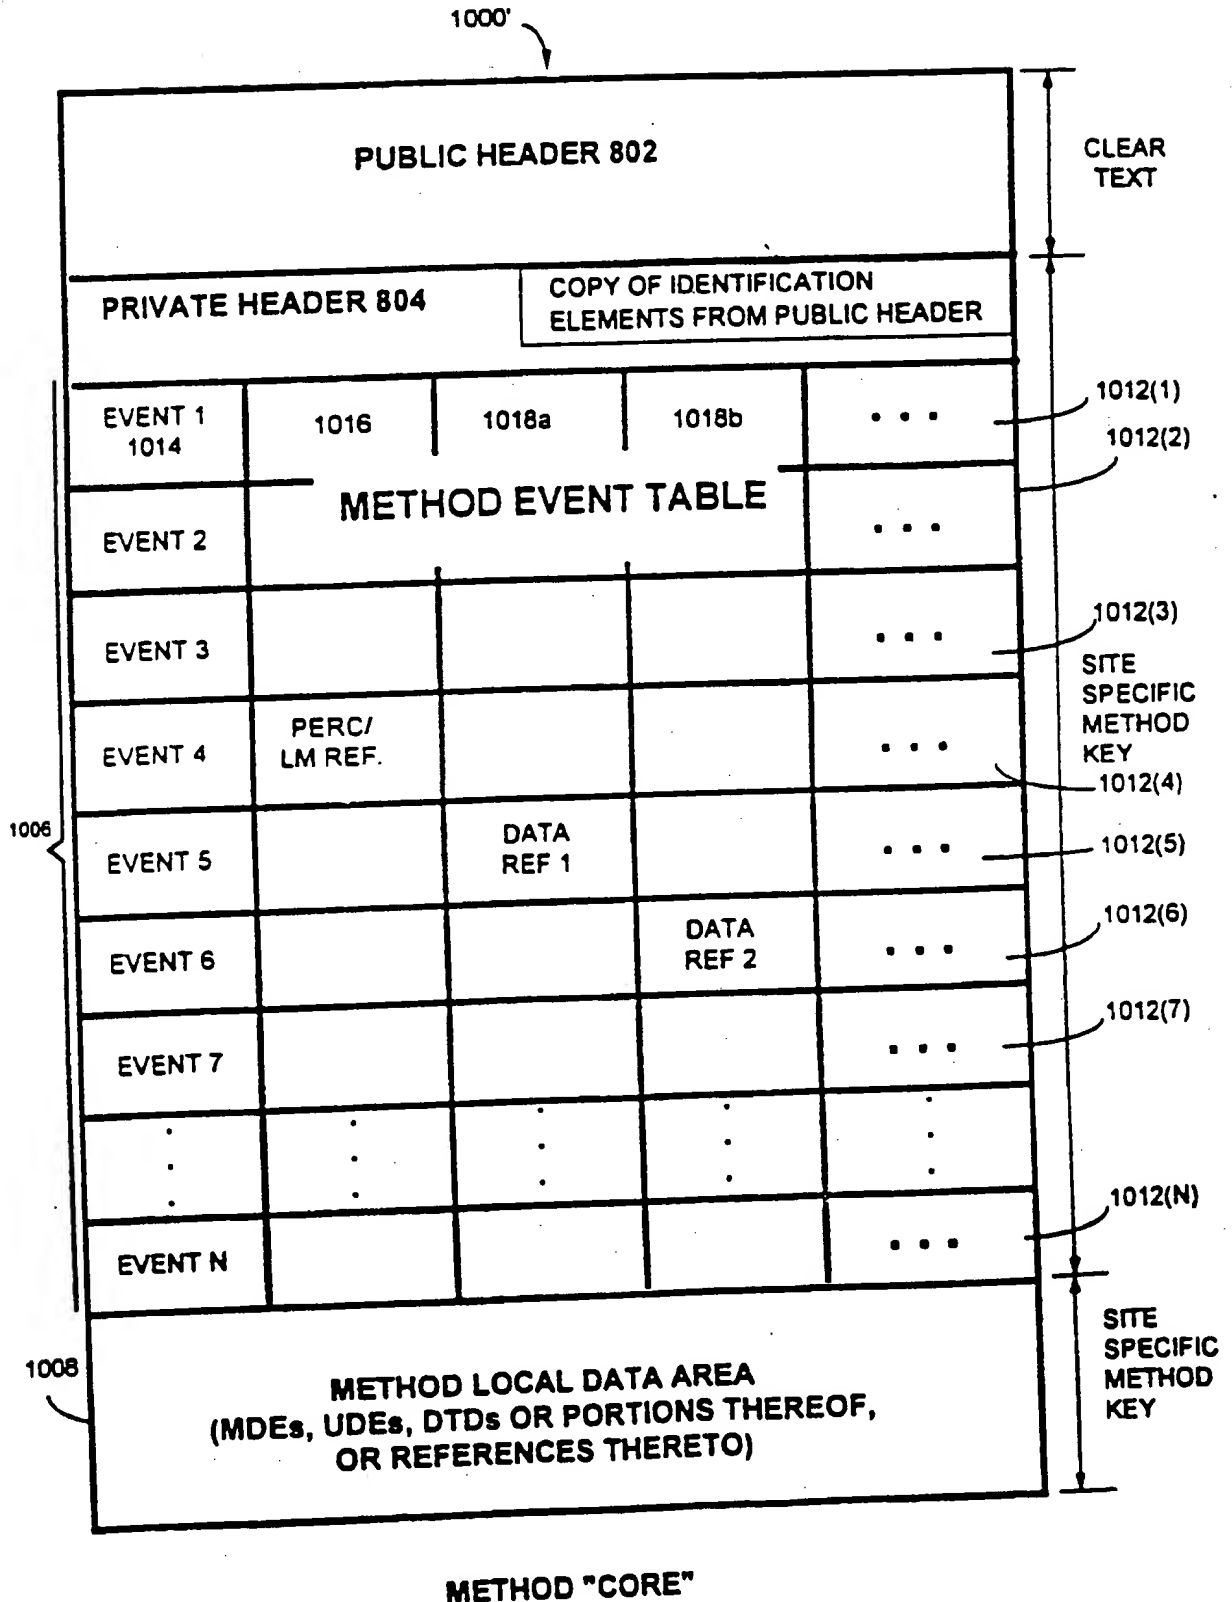 1000'
PUBLIC HEADER 802
CLEAR
TEXT
PRIVATE HEADER 804
COPY OF IDENTIFICATION
ELEMENTS FROM PUBLIC HEADER
EVENT 1
1014
1016
1018a
1018b
• • •
1012(1)
1012(2)
METHOD EVENT TABLE
EVENT 2
• • •
EVENT 3
• • •
1012(3)
SITE
SPECIFIC
METHOD
KEY
EVENT 4
PERC/
LM REF.
• • •
1012(4)
1006
EVENT 5
DATA
REF 1
• • •
1012(5)
EVENT 6
DATA
REF 2
• • •
1012(6)
EVENT 7
• • •
1012(7)
EVENT N
• • •
1012(N)
1008
METHOD LOCAL DATA AREA
(MDEs, UDEs, DTDs OR PORTIONS THEREOF,
OR REFERENCES THERETO)
SITE
SPECIFIC
METHOD
KEY
METHOD "CORE"